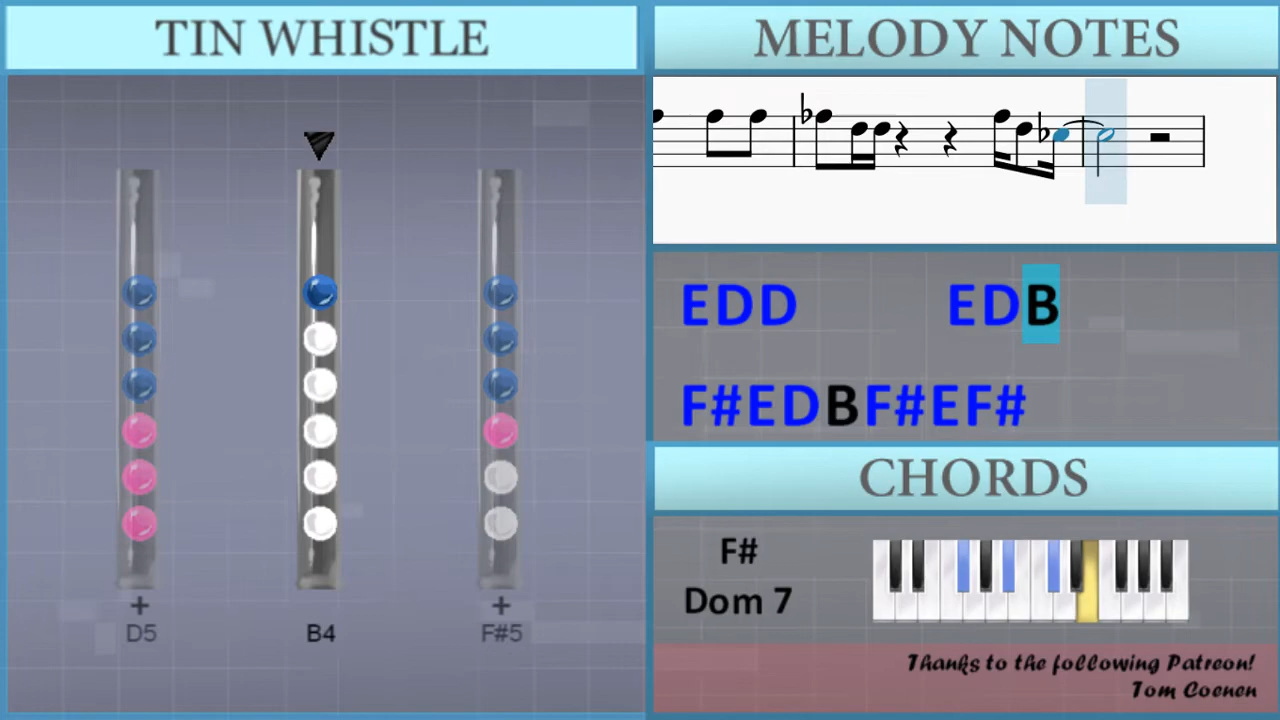 TIN WHISTLE
+
D5
B4
+
F#5
MELODY NOTES
EDD EDB
F#EDBF#EF#
CHORDS
F#
Dom 7
Thanks to the following Patreon!
Tom Coenen